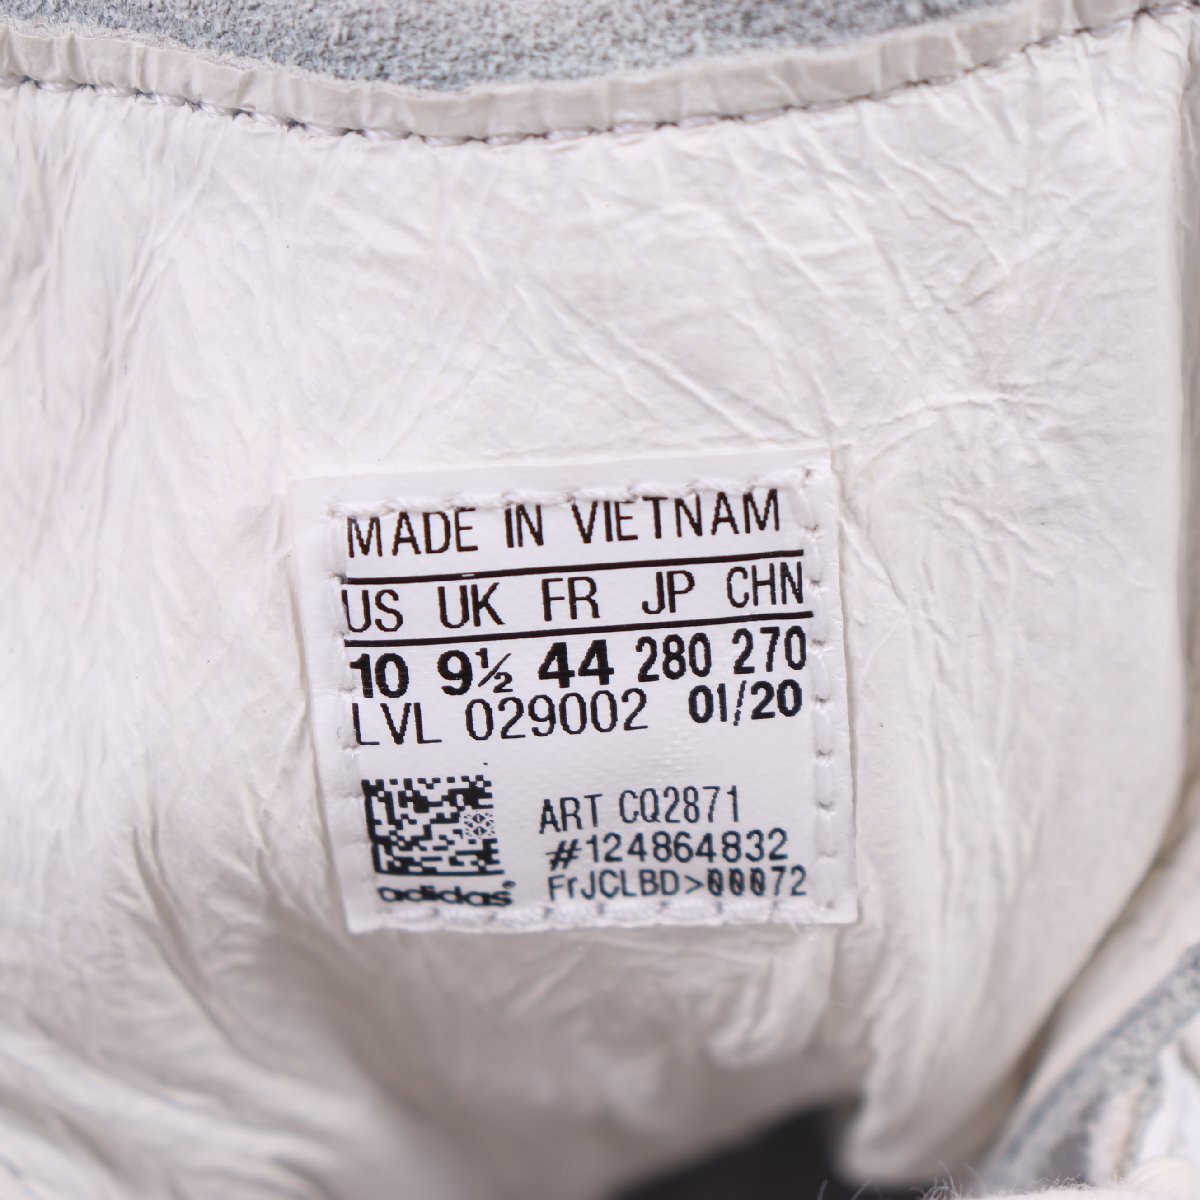 MADE IN VIETNAM
US UK FR JP CHN
10 9½ 44 280 270
LVL 029002 01/20
ART CQ2871
#124864832
FrJCLBD>00072
adidas